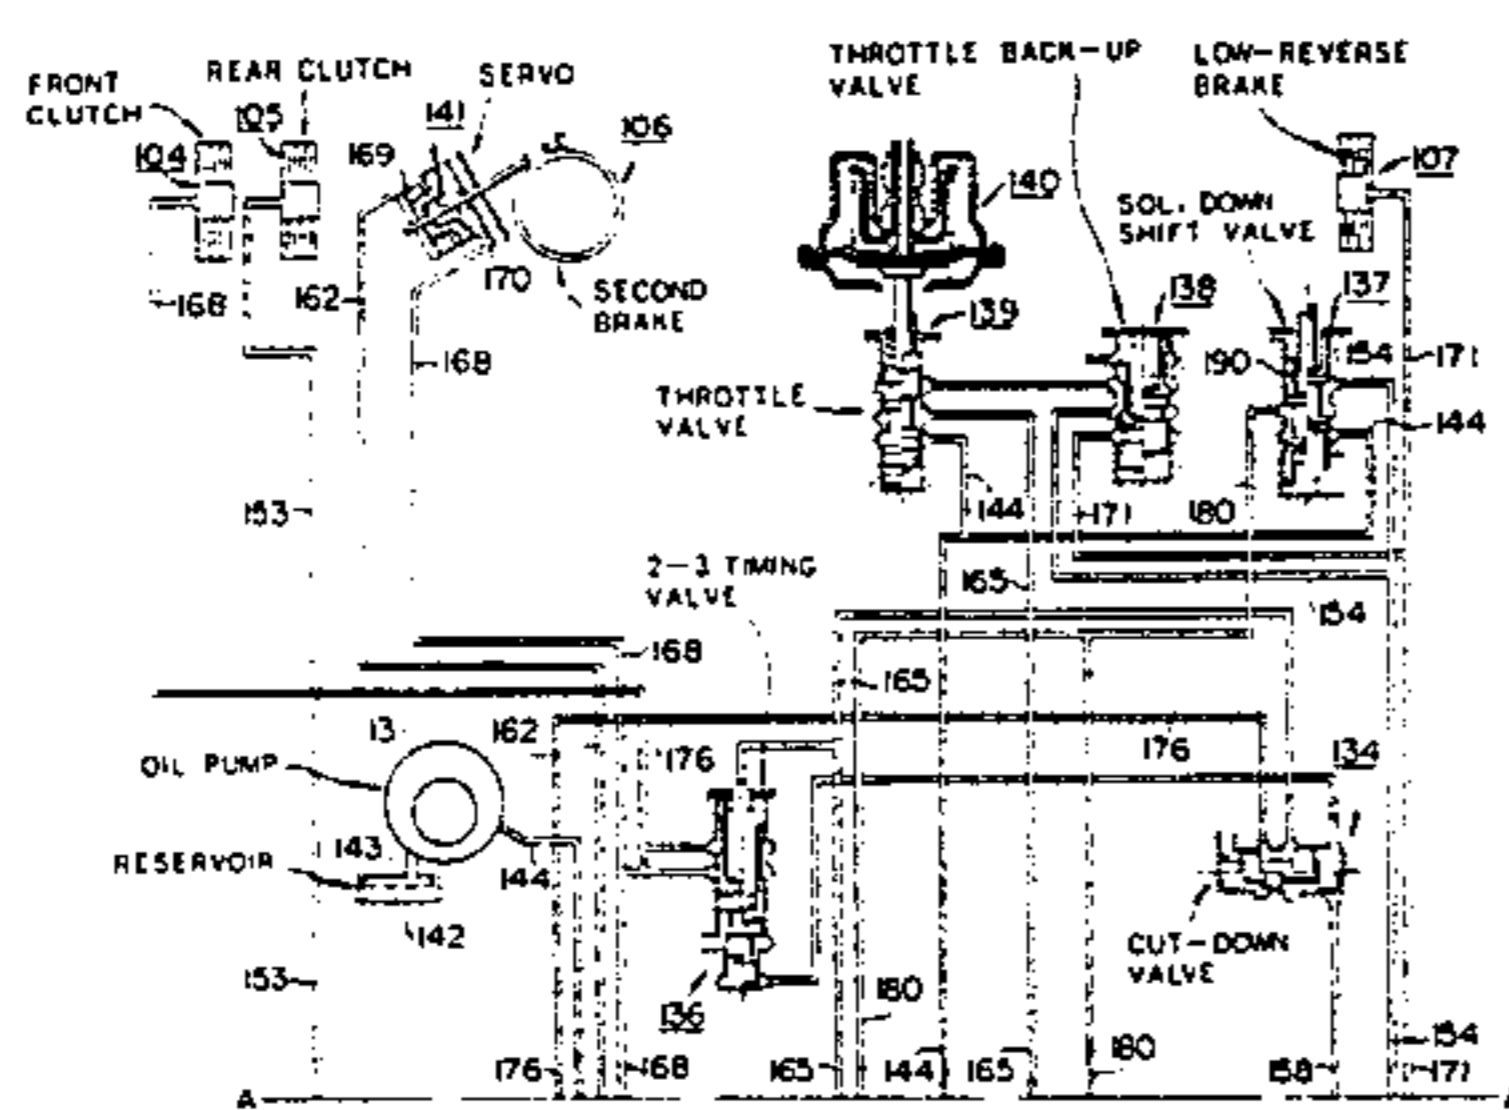 FRONT
CLUTCH
REAR CLUTCH
SERVO
THROTTLE BACK-UP
VALVE
LOW-REVERSE
BRAKE
104
105
141
169
106
140
107
SOL. DOWN
SHIFT VALVE
168
162
170
SECOND
BRAKE
139
138
137
190
154
171
168
THROTTLE
VALVE
144
153
144
171
180
2-3 TIMING
VALVE
165
154
168
165
13
162
176
176
134
OIL PUMP
RESERVOIR
143
144
142
CUT-DOWN
VALVE
153
136
180
176
168
165
144
165
180
158
154
171
A